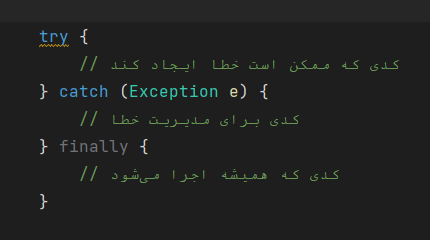 try {
// کدی که ممکن است خطا ایجاد کند
} catch (Exception e) {
// کدی برای مدیریت خطا
} finally {
// کدی که همیشه اجرا می‌شود
}